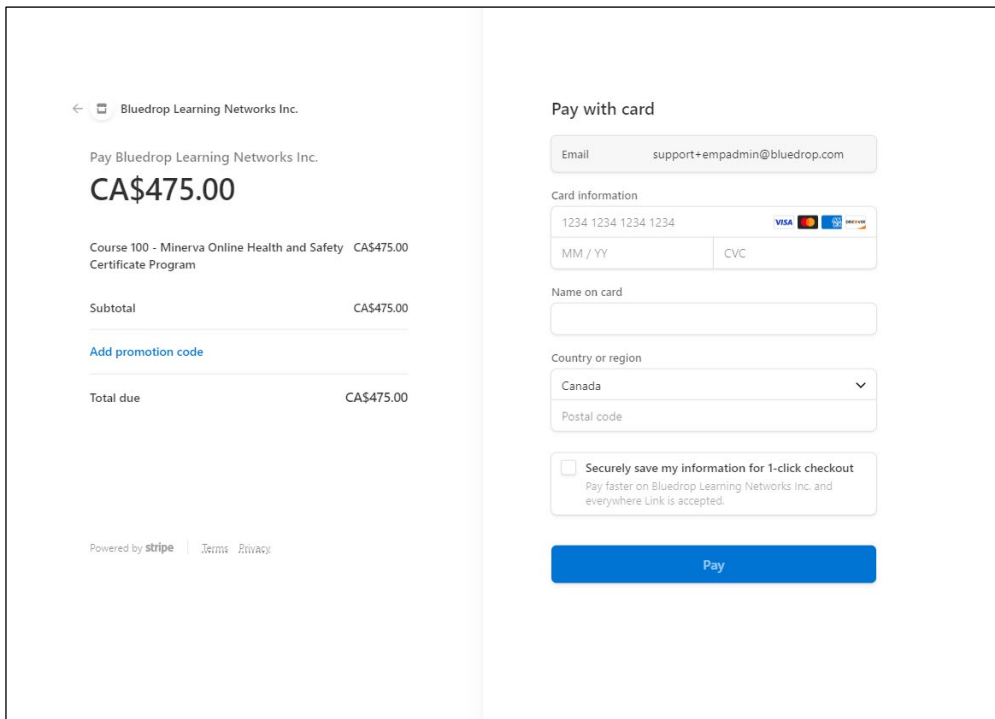 Bluedrop Learning Networks Inc.
Pay Bluedrop Learning Networks Inc.
CA$475.00
Course 100 - Minerva Online Health and Safety CA$475.00
Certificate Program
Subtotal CA$475.00
Add promotion code
Total due CA$475.00
Powered by stripe Terms Privacy
Pay with card
Email support+empadmin@bluedrop.com
Card information
1234 1234 1234 1234 VISA DISCOVER
MM / YY CVC
Name on card
Country or region
Canada
Postal code
Securely save my information for 1-click checkout
Pay faster on Bluedrop Learning Networks Inc. and
everywhere Link is accepted.
Pay